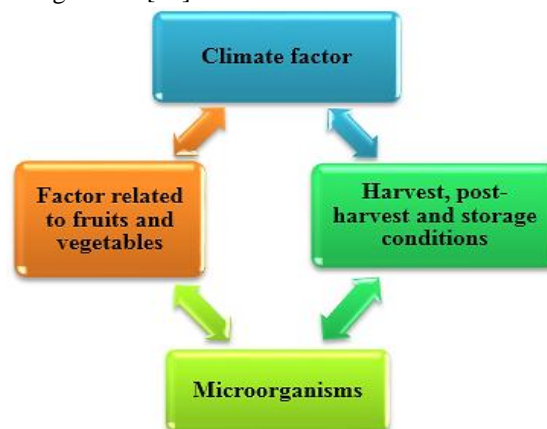 Climate factor
Factor related
to fruits and
vegetables
Harvest, post-
harvest and storage
conditions
Microorganisms